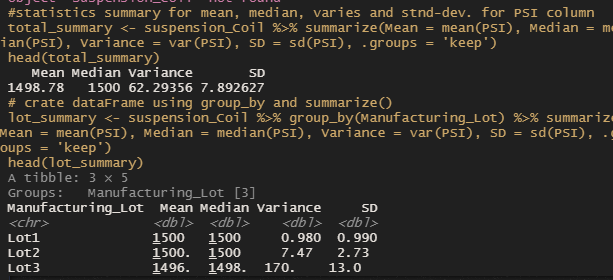 #statistics summary for mean, median, varies and stnd-dev. for PSI column
total_summary <- suspension_Coil %>% summarize(Mean = mean(PSI), Median = me
ian(PSI), Variance = var(PSI), SD = sd(PSI), .groups = 'keep')
head(total_summary)
Mean Median Variance SD
1498.78 1500 62.29356 7.892627
# crate dataFrame using group_by and summarize()
lot_summary <- suspension_Coil %>% group_by(Manufacturing_Lot) %>% summarize
Mean = mean(PSI), Median = median(PSI), Variance = var(PSI), SD = sd(PSI), .g
oups = 'keep')
head(lot_summary)
A tibble: 3 × 5
Groups: Manufacturing_Lot [3]
Manufacturing_Lot Mean Median Variance SD
<chr> <dbl> <dbl> <dbl> <dbl>
Lot1 1500 1500 0.980 0.990
Lot2 1500. 1500 7.47 2.73
Lot3 1496. 1498. 170. 13.0